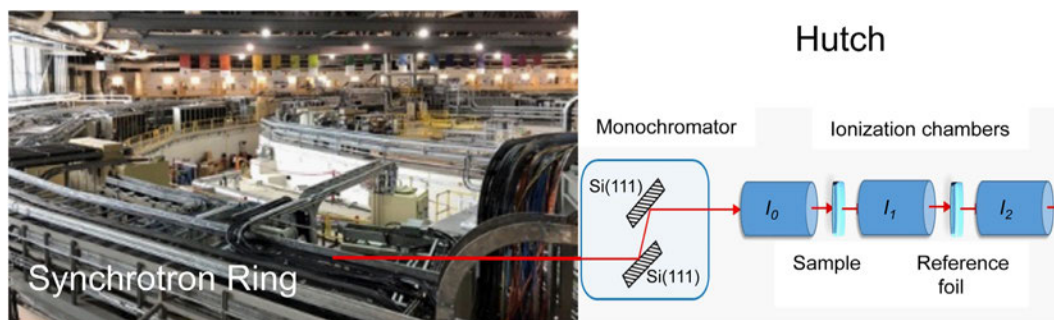 Hutch
Monochromator
Ionization chambers
Si(111)
I0
I1
I2
Si(111)
Sample
Reference
foil
Synchrotron Ring